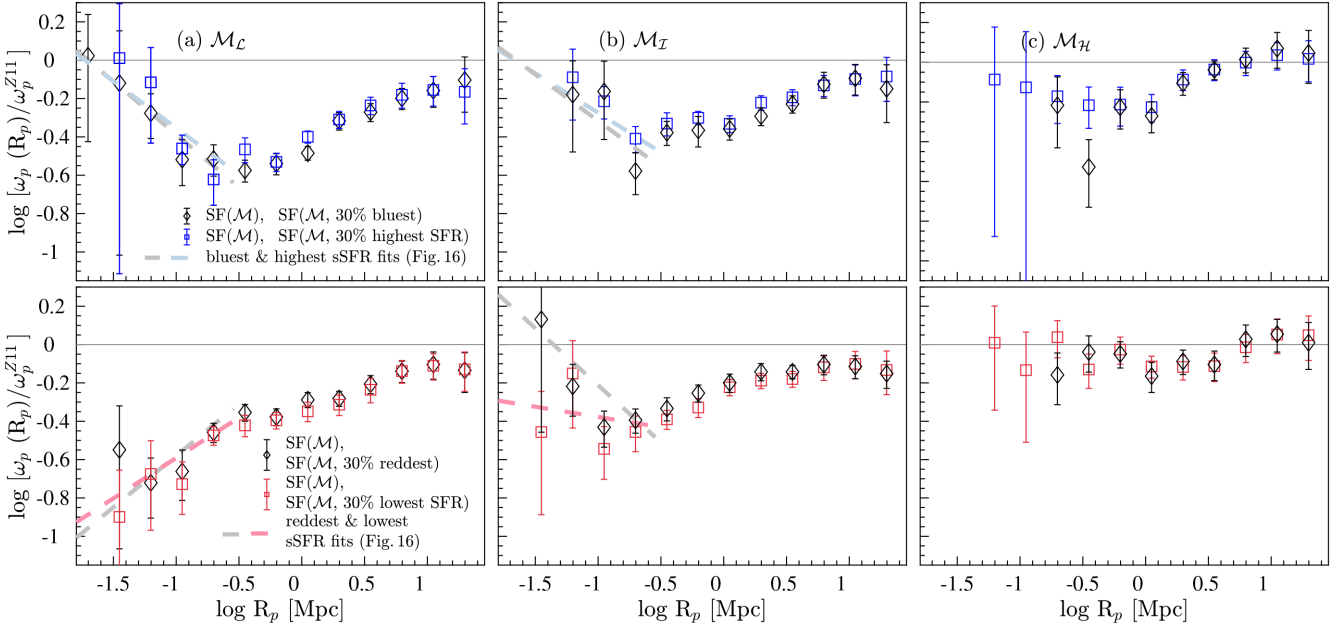 (a) M_L
(b) M_I
(c) M_H
0
-0.2
-0.4
-0.6
-0.8
-1
log [ω_p (R_p)/ω_p^{Z11}]
SF(M), SF(M, 30% bluest)
SF(M), SF(M, 30% highest SFR)
bluest & highest sSFR fits (Fig. 16)
0
-0.2
-0.4
-0.6
-0.8
-1
log [ω_p (R_p)/ω_p^{Z11}]
SF(M),
SF(M, 30% reddest)
SF(M),
SF(M, 30% lowest SFR)
reddest & lowest
sSFR fits (Fig. 16)
-1.5 -1 -0.5 0 0.5 1
-1.5 -1 -0.5 0 0.5 1
-1.5 -1 -0.5 0 0.5 1
log R_p [Mpc]
log R_p [Mpc]
log R_p [Mpc]